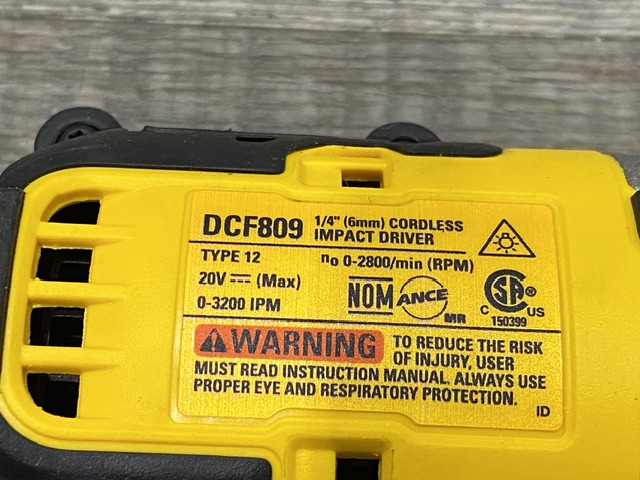 DCF809 1/4" (6mm) CORDLESS
IMPACT DRIVER
TYPE 12 no 0-2800/min (RPM)
20V ⎓ (Max)
0-3200 IPM
NOM ANCE MR
CSA ® C US
150399
⚠WARNING TO REDUCE THE RISK
OF INJURY, USER
MUST READ INSTRUCTION MANUAL. ALWAYS USE
PROPER EYE AND RESPIRATORY PROTECTION.
ID